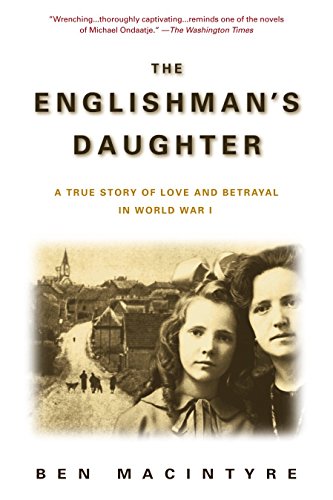 "Wrenching...thoroughly captivating...reminds one of the novels
of Michael Ondaatje." —The Washington Times
THE
ENGLISHMAN'S
DAUGHTER
A TRUE STORY OF LOVE AND BETRAYAL
IN WORLD WAR I
BEN MACINTYRE